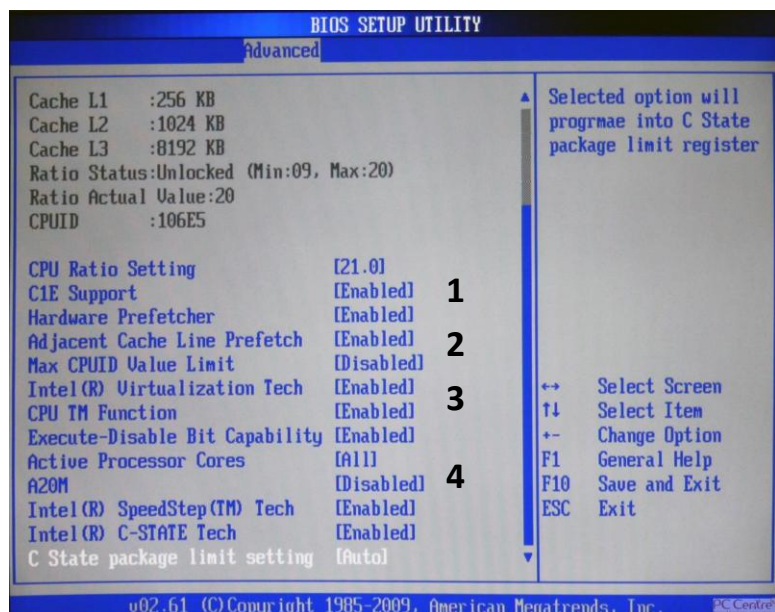 BIOS SETUP UTILITY
Advanced
Cache L1 :256 KB
Cache L2 :1024 KB
Cache L3 :8192 KB
Ratio Status:Unlocked (Min:09, Max:20)
Ratio Actual Value:20
CPUID :106E5
CPU Ratio Setting [21.0]
C1E Support [Enabled] 1
Hardware Prefetcher [Enabled]
Adjacent Cache Line Prefetch [Enabled] 2
Max CPUID Value Limit [Disabled]
Intel(R) Virtualization Tech [Enabled] 3
CPU TM Function [Enabled]
Execute-Disable Bit Capability [Enabled]
Active Processor Cores [All]
A20M [Disabled] 4
Intel(R) SpeedStep(TM) Tech [Enabled]
Intel(R) C-STATE Tech [Enabled]
C State package limit setting [Auto]
Selected option will
progrmae into C State
package limit register
←→ Select Screen
↑↓ Select Item
+- Change Option
F1 General Help
F10 Save and Exit
ESC Exit
v02.61 (C)Copyright 1985-2009, American Megatrends, Inc.
PC Centre